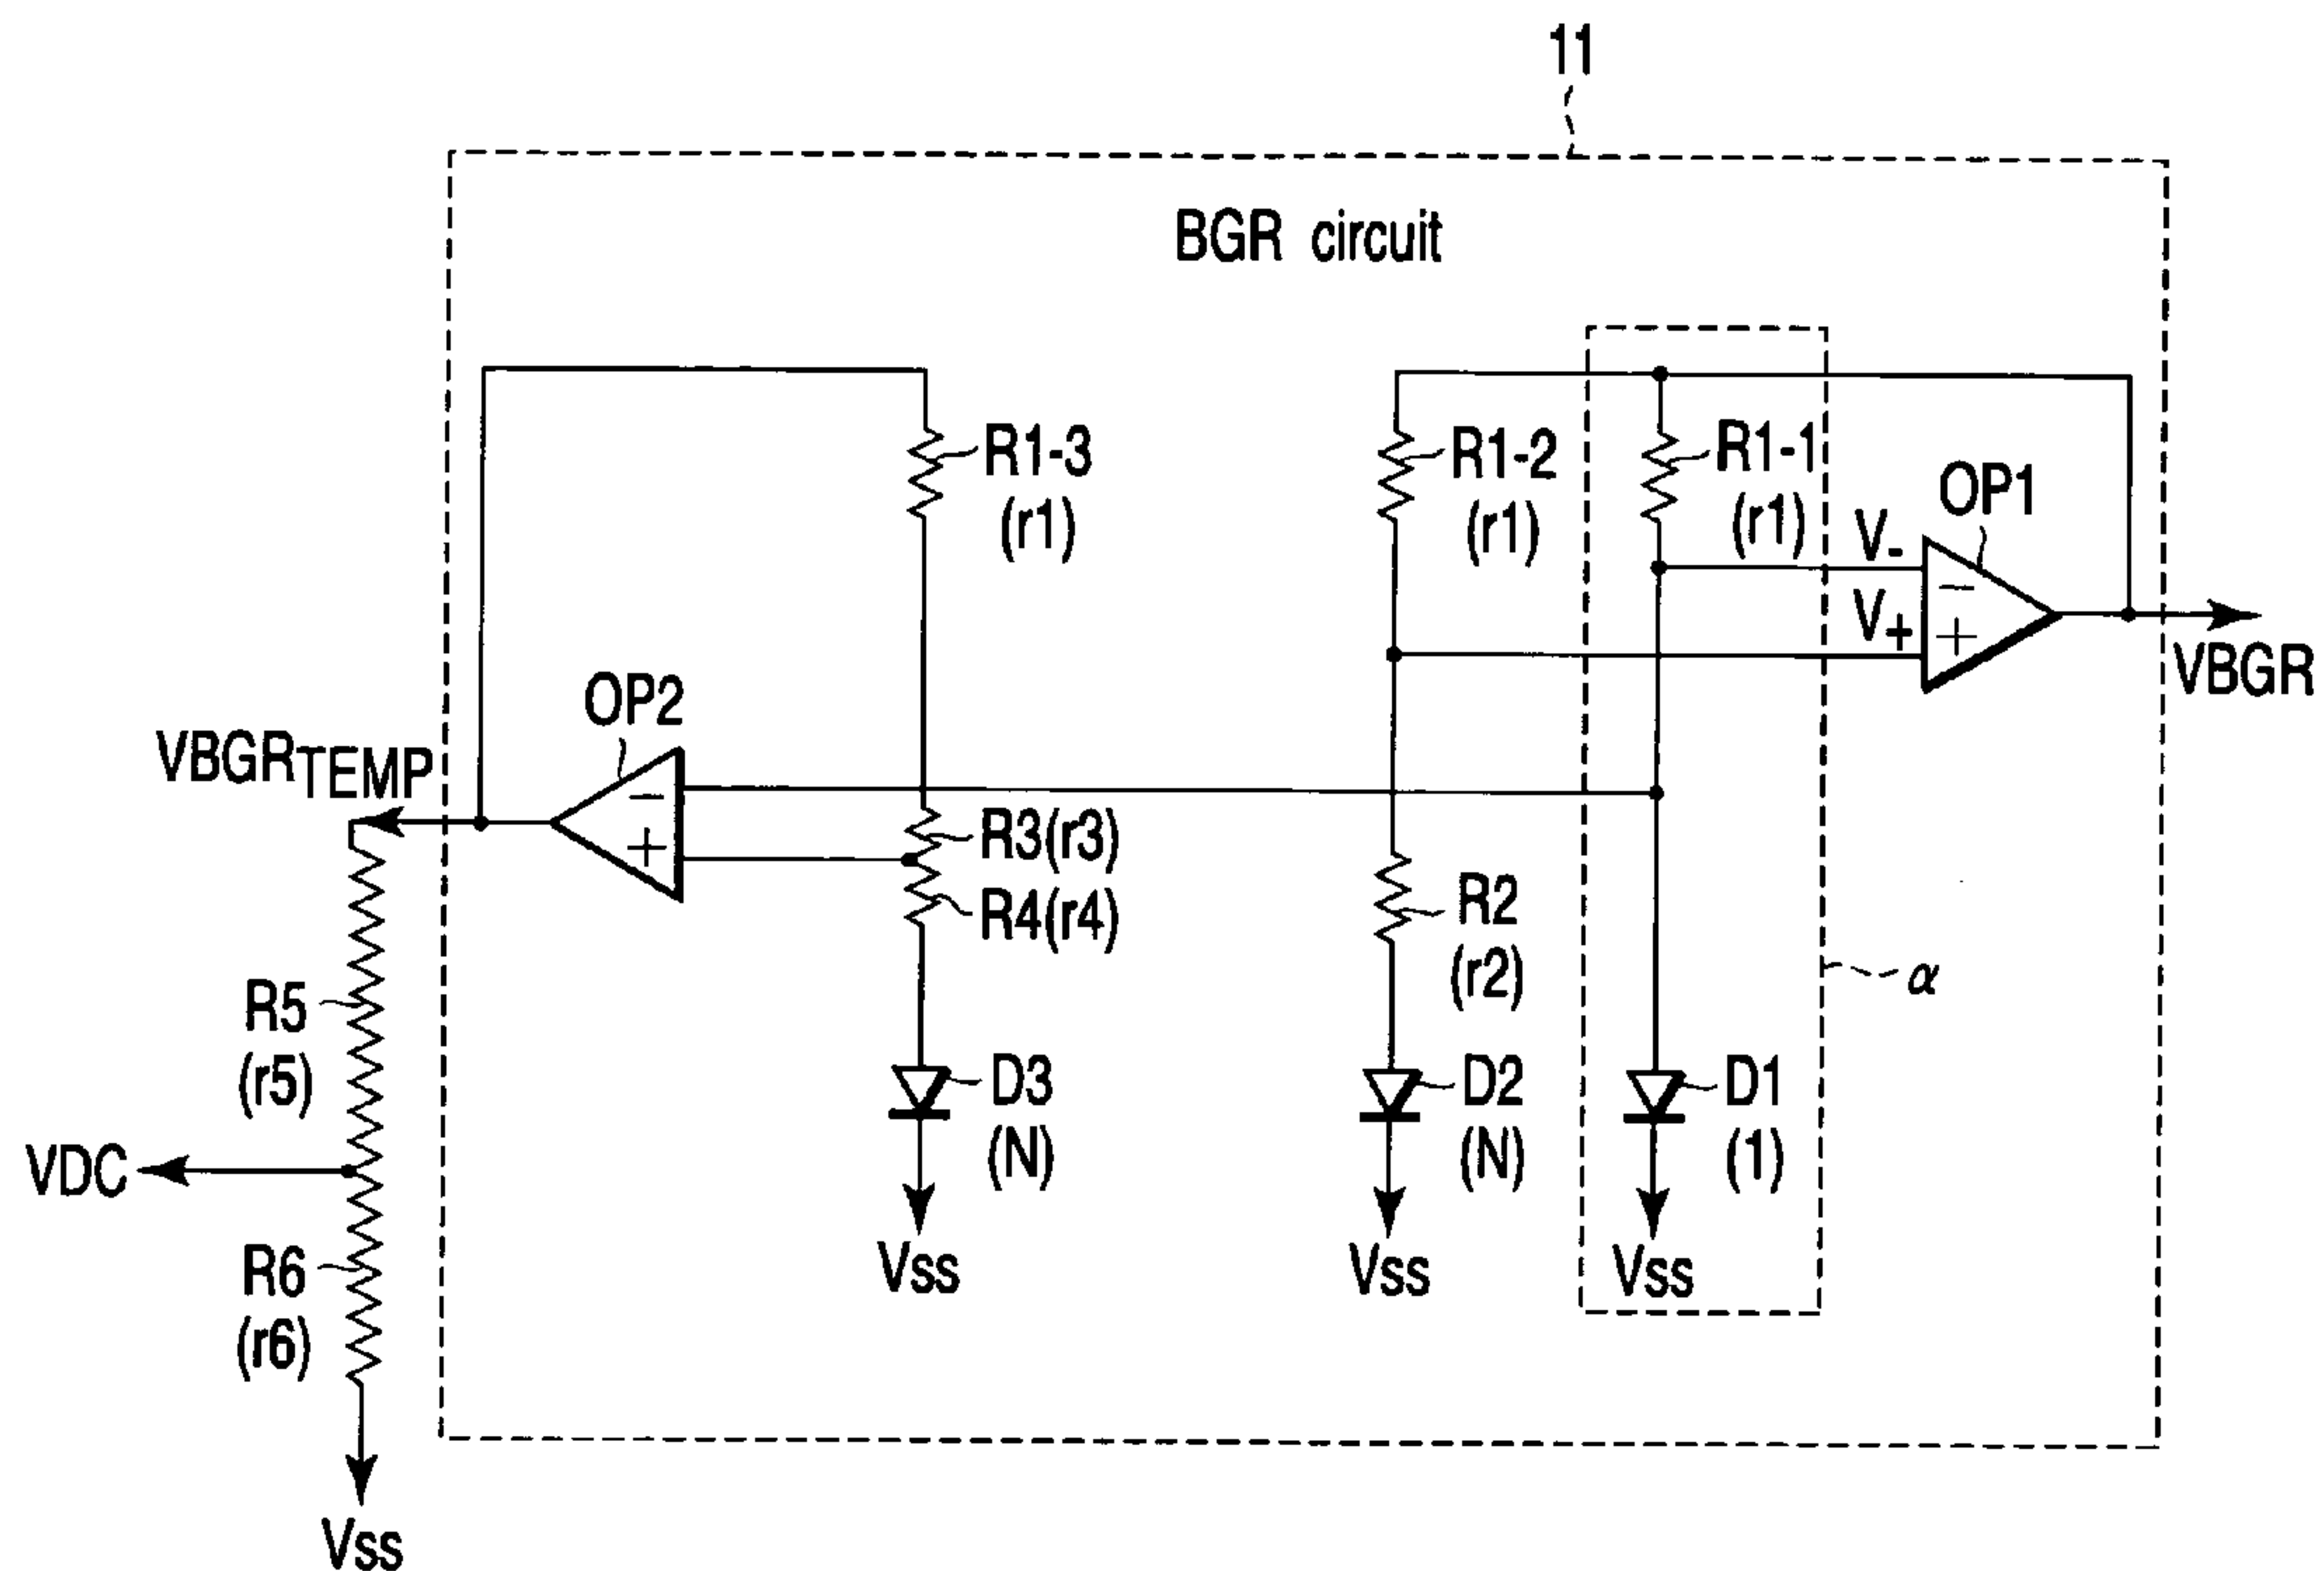 11
BGR circuit
R1-3
(r1)
R1-2
(r1)
R1-1
(r1)
OP1
V-
V+
−
+
VBGR
OP2
VBGRTEMP
−
+
R3(r3)
R4(r4)
R2
(r2)
α
R5
(r5)
D3
(N)
D2
(N)
D1
(1)
VDC
R6
(r6)
Vss
Vss
Vss
Vss